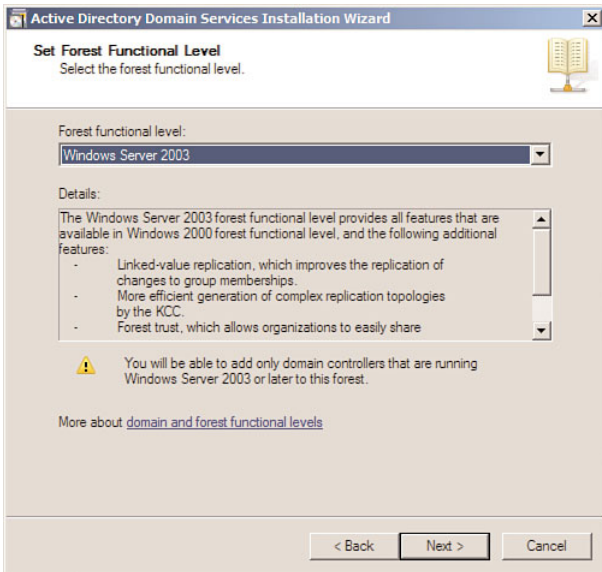 Active Directory Domain Services Installation Wizard
Set Forest Functional Level
Select the forest functional level.
Forest functional level:
Windows Server 2003
Details:
The Windows Server 2003 forest functional level provides all features that are
available in Windows 2000 forest functional level, and the following additional
features:
- Linked-value replication, which improves the replication of
changes to group memberships.
- More efficient generation of complex replication topologies
by the KCC.
- Forest trust, which allows organizations to easily share
You will be able to add only domain controllers that are running
Windows Server 2003 or later to this forest.
More about domain and forest functional levels
< Back Next > Cancel